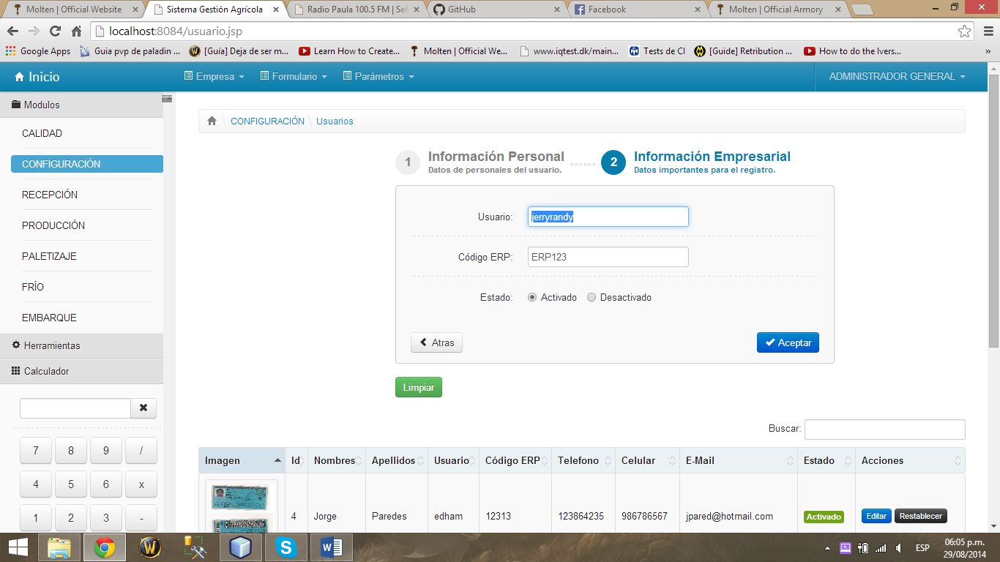 Molten | Official Website
Sistema Gestión Agrícola
Radio Paula 100.5 FM | Señ
GitHub
Facebook
Molten | Official Armory
localhost:8084/usuario.jsp
Google Apps
Guia pvp de paladin ...
[Guía] Deja de ser m...
Learn How to Create...
Molten | Official We...
www.iqtest.dk/main...
Tests de CI
[Guide] Retribution ...
How to do the Ivers...
»
Inicio
Empresa
Formulario
Parámetros
ADMINISTRADOR GENERAL
Modulos
CALIDAD
CONFIGURACIÓN
RECEPCIÓN
PRODUCCIÓN
PALETIZAJE
FRÍO
EMBARQUE
Herramientas
Calculador
7 8 9 /
4 5 6 x
1 2 3 -
CONFIGURACIÓN \ Usuarios
1 Información Personal
Datos de personales del usuario.
2 Información Empresarial
Datos importantes para el registro.
Usuario: jerryrandy
Código ERP: ERP123
Estado: Activado Desactivado
Atras
Aceptar
Limpiar
Buscar:
Imagen Id Nombres Apellidos Usuario Código ERP Telefono Celular E-Mail Estado Acciones
4 Jorge Paredes edham 12313 123864235 986786567 jpared@hotmail.com Activado Editar Restablecer
ESP
06:05 p.m.
29/08/2014